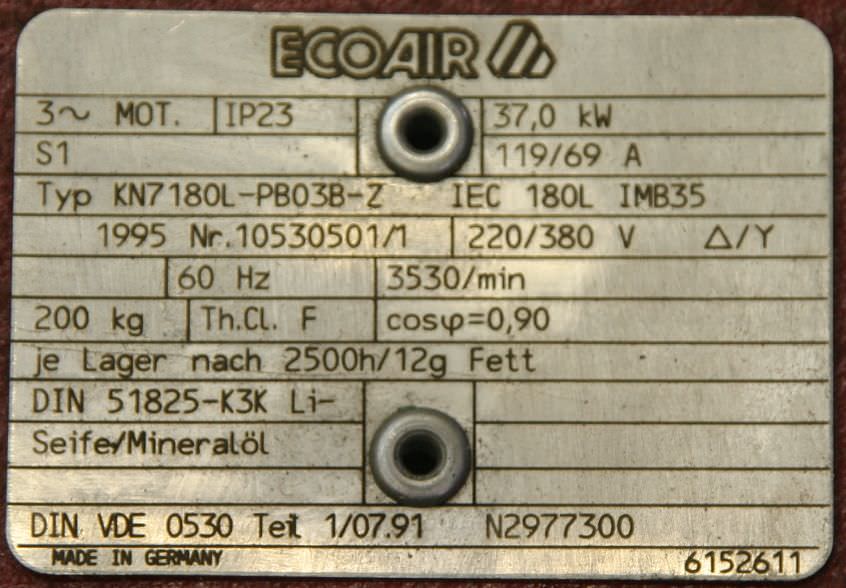 ECOAIR
3~ MOT. IP23 37,0 kW
S1 119/69 A
Typ KN7180L-PB03B-Z IEC 180L IMB35
1995 Nr.10530501/1 220/380 V Δ/Y
60 Hz 3530/min
200 kg Th.Cl. F cosφ=0,90
je Lager nach 2500h/12g Fett
DIN 51825-K3K Li-
Seife/Mineralöl
DIN VDE 0530 Teil 1/07.91 N2977300
MADE IN GERMANY 6152611